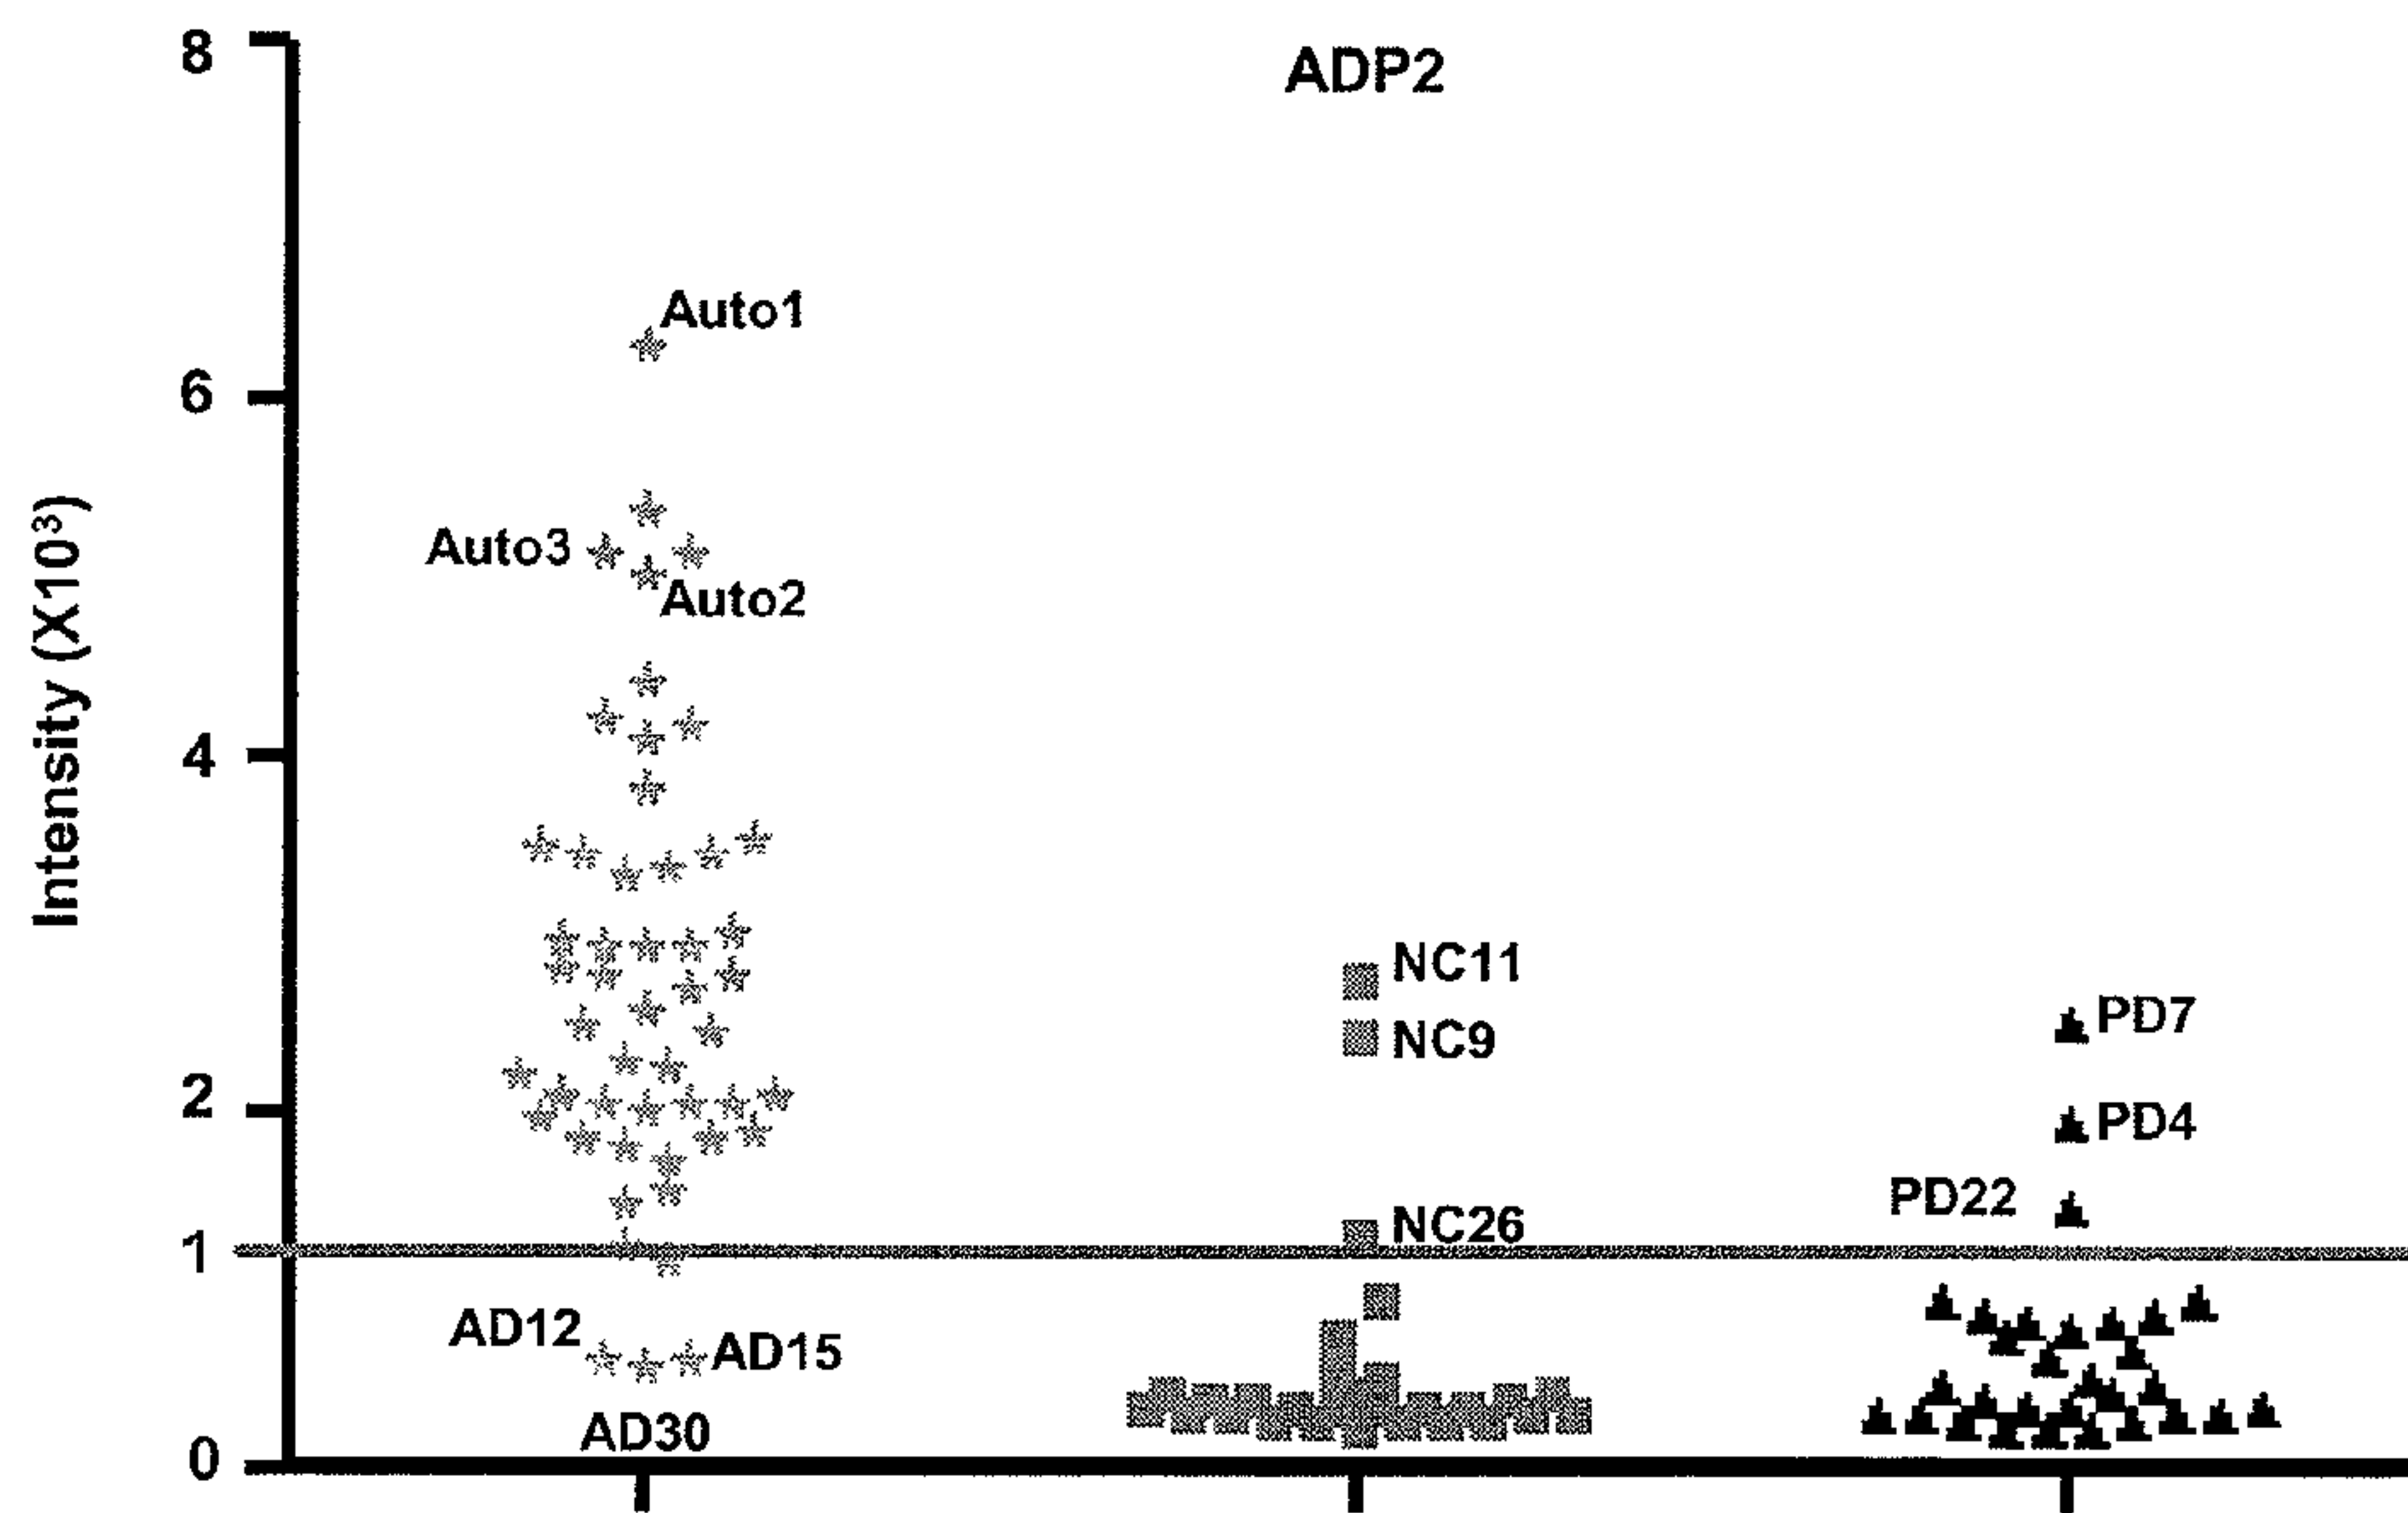 ADP2
8
6
4
2
1
0
Intensity (X10³)
Auto1
Auto3
Auto2
NC11
NC9
NC26
PD7
PD4
PD22
AD12
AD15
AD30